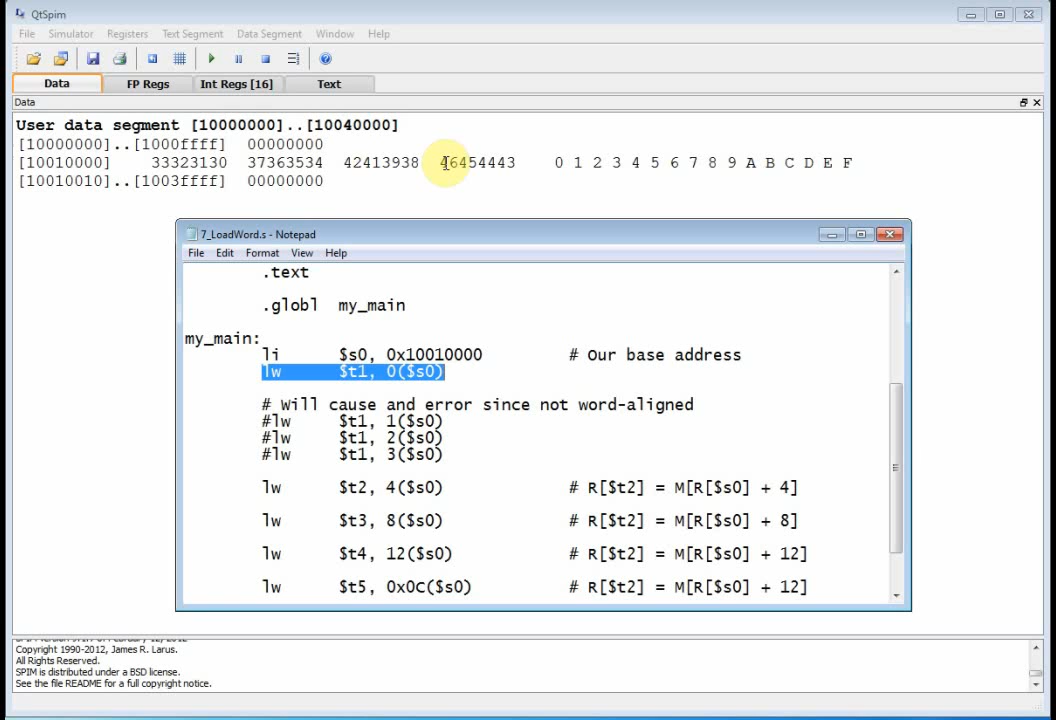 QtSpim
File Simulator Registers Text Segment Data Segment Window Help
Data FP Regs Int Regs [16] Text
Data
User data segment [10000000]..[10040000]
[10000000]..[1000ffff] 00000000
[10010000] 33323130 37363534 42413938 46454443 0 1 2 3 4 5 6 7 8 9 A B C D E F
[10010010]..[1003ffff] 00000000
7_LoadWord.s - Notepad
File Edit Format View Help
.text
.globl my_main
my_main:
li $s0, 0x10010000 # Our base address
lw $t1, 0($s0)
# Will cause and error since not word-aligned
#lw $t1, 1($s0)
#lw $t1, 2($s0)
#lw $t1, 3($s0)
lw $t2, 4($s0) # R[$t2] = M[R[$s0] + 4]
lw $t3, 8($s0) # R[$t2] = M[R[$s0] + 8]
lw $t4, 12($s0) # R[$t2] = M[R[$s0] + 12]
lw $t5, 0x0C($s0) # R[$t2] = M[R[$s0] + 12]
Copyright 1990-2012, James R. Larus.
All Rights Reserved.
SPIM is distributed under a BSD license.
See the file README for a full copyright notice.